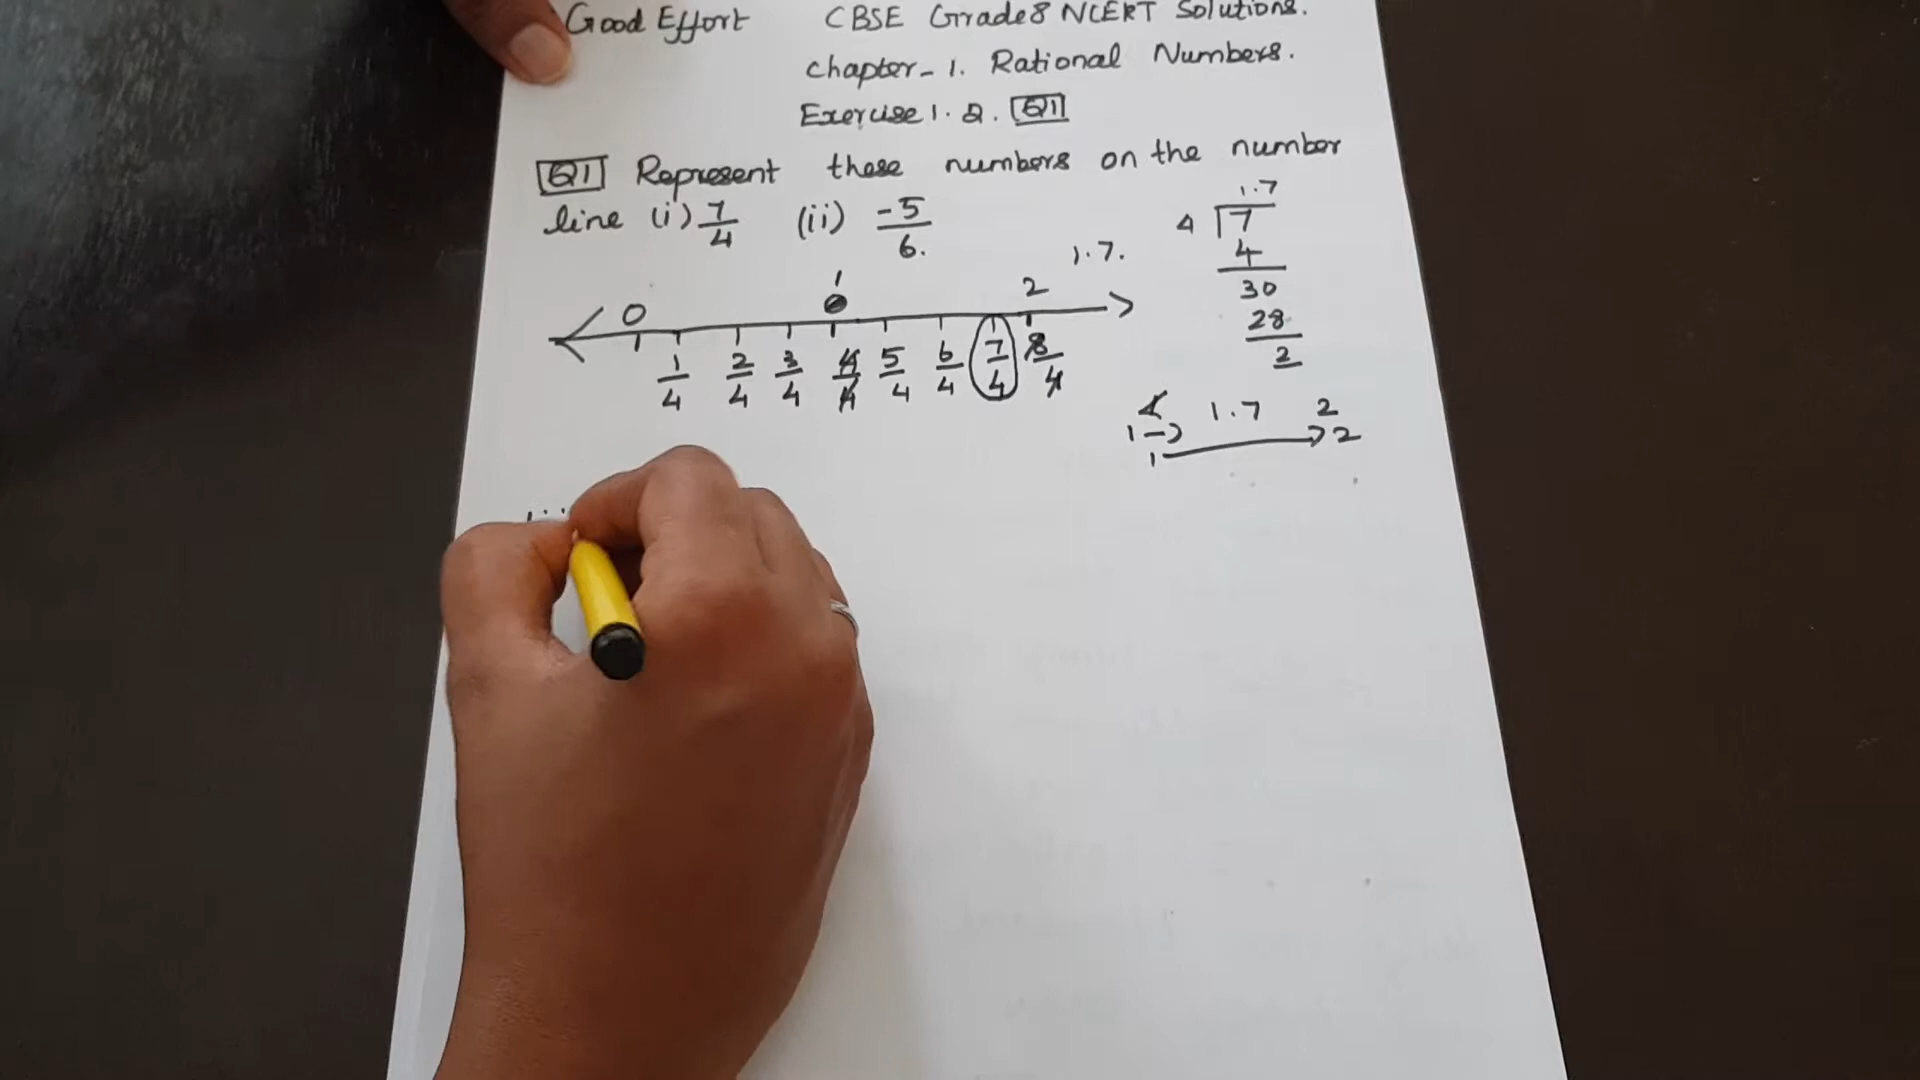 Good Effort CBSE Grade 8 NCERT Solutions.
Chapter-1. Rational Numbers.
Exercise 1.2. Q1
Q1 Represent these numbers on the number
line (i) 7/4 (ii) -5/6.
1.7
4 7
4
30
28
2
1.7.
0 1 2
1/4 2/4 3/4 4/4 5/4 6/4 7/4 8/4
1.7 2
1 → 2
1